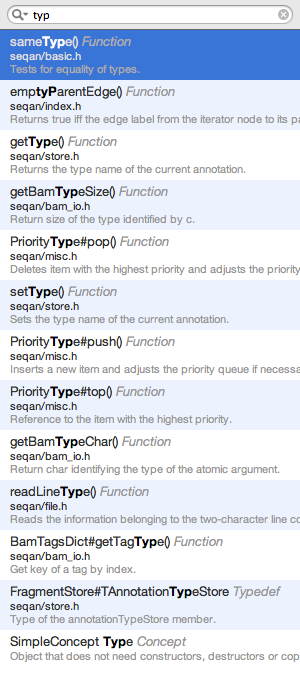 typ
sameType() Function
seqan/basic.h
Tests for equality of types.
emptyParentEdge() Function
seqan/index.h
Returns true iff the edge label from the iterator node to its pa
getType() Function
seqan/store.h
Returns the type name of the current annotation.
getBamTypeSize() Function
seqan/bam_io.h
Return size of the type identified by c.
PriorityType#pop() Function
seqan/misc.h
Deletes item with the highest priority and adjusts the priority
setType() Function
seqan/store.h
Sets the type name of the current annotation.
PriorityType#push() Function
seqan/misc.h
Inserts a new item and adjusts the priority queue if necessa
PriorityType#top() Function
seqan/misc.h
Reference to the item with the highest priority.
getBamTypeChar() Function
seqan/bam_io.h
Return char identifying the type of the atomic argument.
readLineType() Function
seqan/file.h
Reads the information belonging to the two-character line co
BamTagsDict#getTagType() Function
seqan/bam_io.h
Get key of a tag by index.
FragmentStore#TAnnotationTypeStore Typedef
seqan/store.h
Type of the annotationTypeStore member.
SimpleConcept Type Concept
Object that does not need constructors, destructors or cop